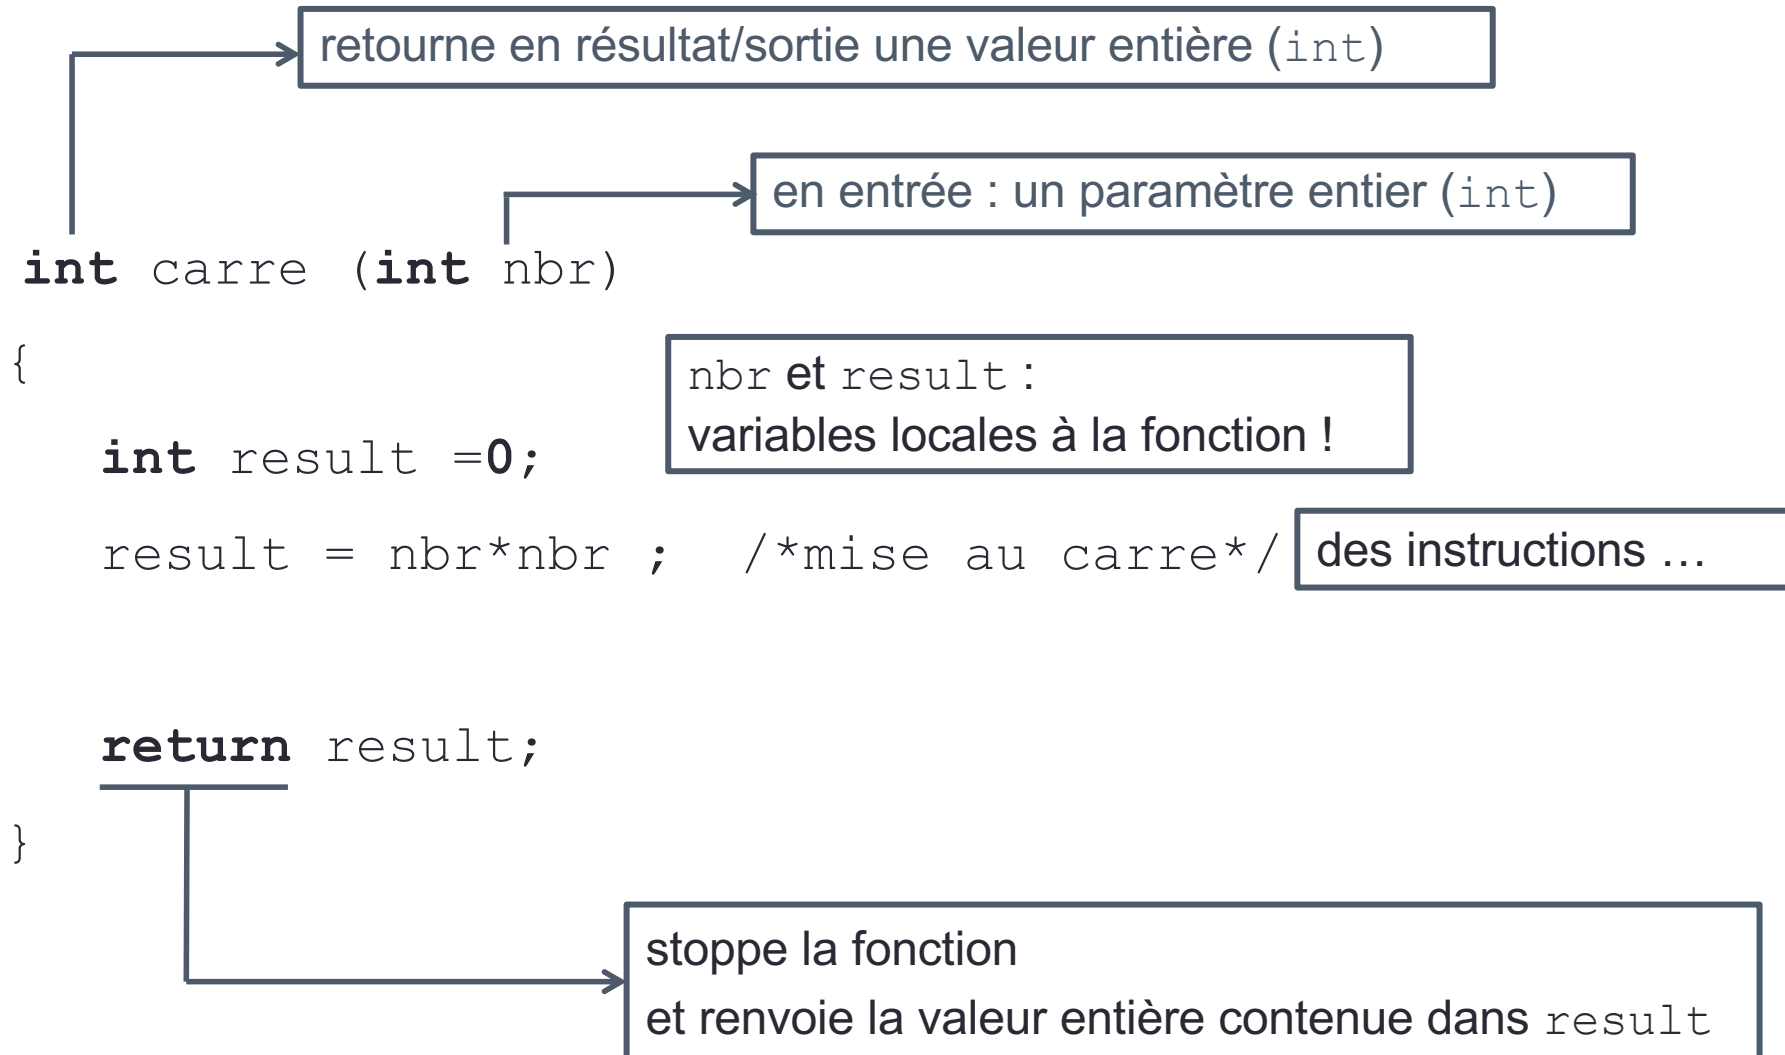 retourne en résultat/sortie une valeur entière (int)
en entrée : un paramètre entier (int)
int carre (int nbr)
{
nbr et result :
variables locales à la fonction !
int result =0;
result = nbr*nbr ; /*mise au carre*/
des instructions …
return result;
}
stoppe la fonction
et renvoie la valeur entière contenue dans result